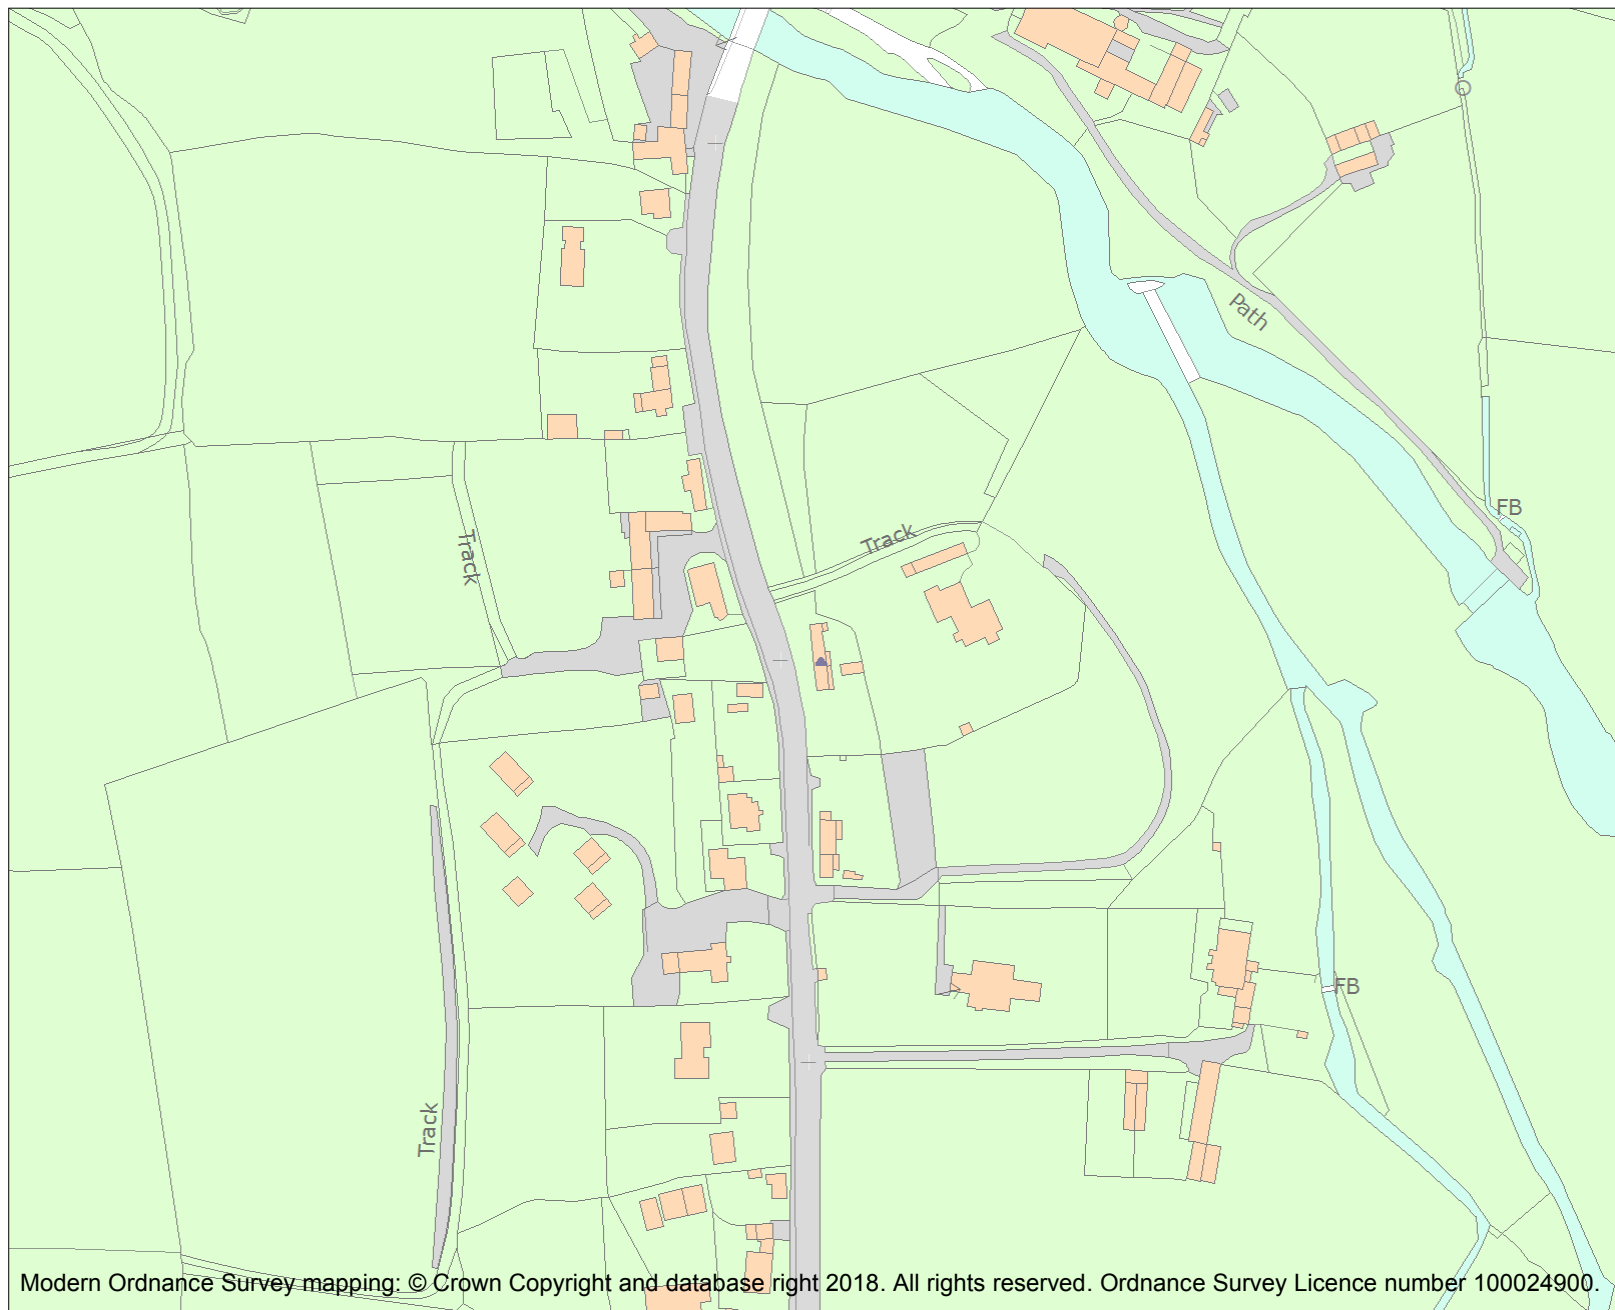 Path
FB
Track
Track
FB
Track
Modern Ordnance Survey mapping: © Crown Copyright and database right 2018. All rights reserved. Ordnance Survey Licence number 100024900.